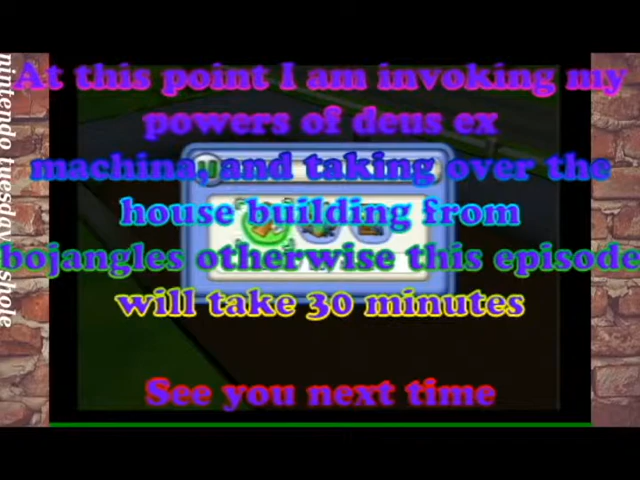 At this point I am invoking my
powers of deus ex
machina, and taking over the
house building from
bojangles otherwise this episode
will take 30 minutes
See you next time
nintendo tuesday's hole